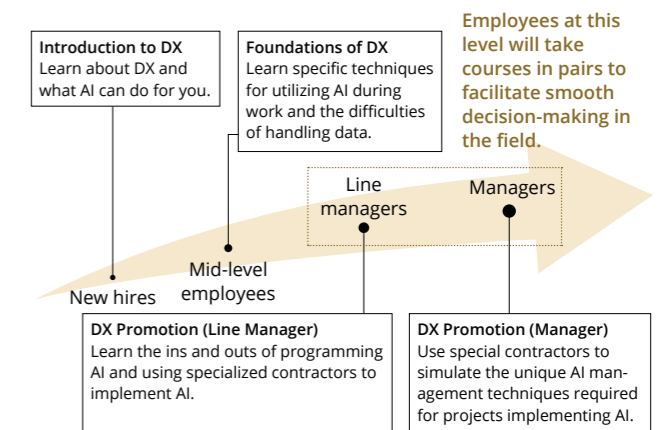 Introduction to DX
Learn about DX and
what AI can do for you.
Foundations of DX
Learn specific techniques
for utilizing AI during
work and the difficulties
of handling data.
Employees at this
level will take
courses in pairs to
facilitate smooth
decision-making in
the field.
Line
managers
Managers
Mid-level
employees
New hires
DX Promotion (Line Manager)
Learn the ins and outs of programming
AI and using specialized contractors to
implement AI.
DX Promotion (Manager)
Use special contractors to
simulate the unique AI man-
agement techniques required
for projects implementing AI.